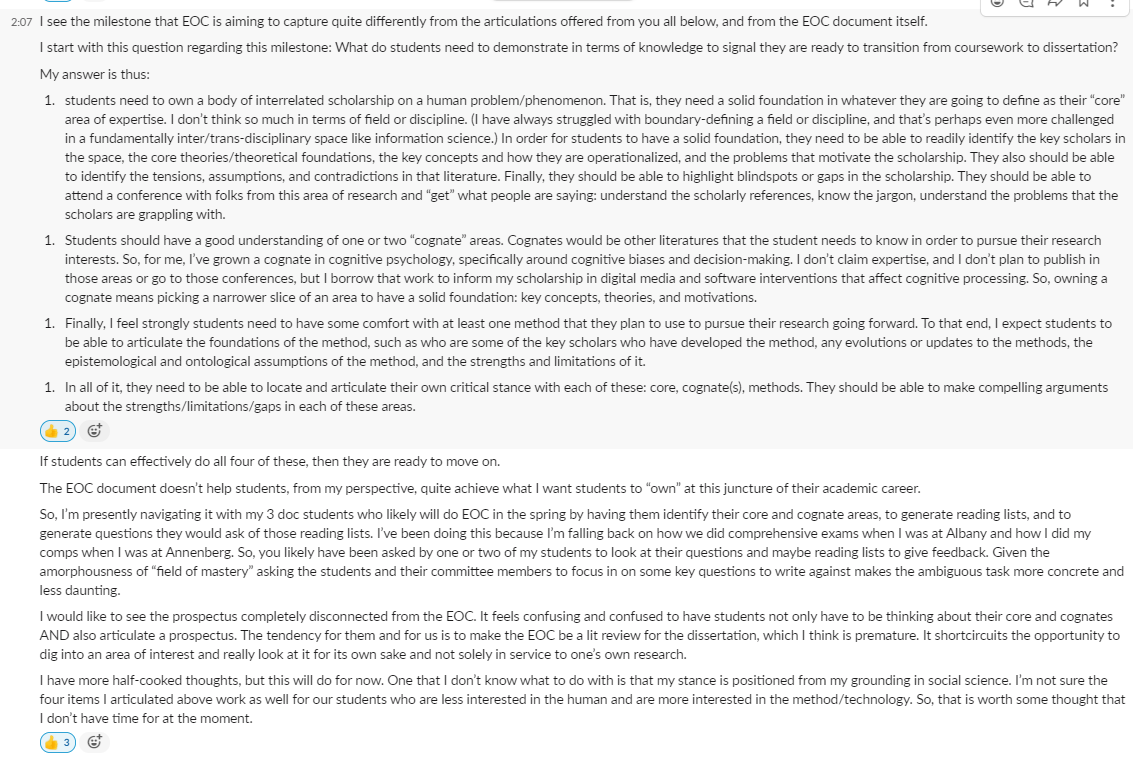 2:07 I see the milestone that EOC is aiming to capture quite differently from the articulations offered from you all below, and from the EOC document itself.
I start with this question regarding this milestone: What do students need to demonstrate in terms of knowledge to signal they are ready to transition from coursework to dissertation?
My answer is thus:
1. students need to own a body of interrelated scholarship on a human problem/phenomenon. That is, they need a solid foundation in whatever they are going to define as their “core”
area of expertise. I don’t think so much in terms of field or discipline. (I have always struggled with boundary-defining a field or discipline, and that’s perhaps even more challenged
in a fundamentally inter/trans-disciplinary space like information science.) In order for students to have a solid foundation, they need to be able to readily identify the key scholars in
the space, the core theories/theoretical foundations, the key concepts and how they are operationalized, and the problems that motivate the scholarship. They also should be able
to identify the tensions, assumptions, and contradictions in that literature. Finally, they should be able to highlight blindspots or gaps in the scholarship. They should be able to
attend a conference with folks from this area of research and “get” what people are saying: understand the scholarly references, know the jargon, understand the problems that the
scholars are grappling with.
1. Students should have a good understanding of one or two “cognate” areas. Cognates would be other literatures that the student needs to know in order to pursue their research
interests. So, for me, I’ve grown a cognate in cognitive psychology, specifically around cognitive biases and decision-making. I don’t claim expertise, and I don’t plan to publish in
those areas or go to those conferences, but I borrow that work to inform my scholarship in digital media and software interventions that affect cognitive processing. So, owning a
cognate means picking a narrower slice of an area to have a solid foundation: key concepts, theories, and motivations.
1. Finally, I feel strongly students need to have some comfort with at least one method that they plan to use to pursue their research going forward. To that end, I expect students to
be able to articulate the foundations of the method, such as who are some of the key scholars who have developed the method, any evolutions or updates to the methods, the
epistemological and ontological assumptions of the method, and the strengths and limitations of it.
1. In all of it, they need to be able to locate and articulate their own critical stance with each of these: core, cognate(s), methods. They should be able to make compelling arguments
about the strengths/limitations/gaps in each of these areas.
2
If students can effectively do all four of these, then they are ready to move on.
The EOC document doesn’t help students, from my perspective, quite achieve what I want students to “own” at this juncture of their academic career.
So, I’m presently navigating it with my 3 doc students who likely will do EOC in the spring by having them identify their core and cognate areas, to generate reading lists, and to
generate questions they would ask of those reading lists. I’ve been doing this because I’m falling back on how we did comprehensive exams when I was at Albany and how I did my
comps when I was at Annenberg. So, you likely have been asked by one or two of my students to look at their questions and maybe reading lists to give feedback. Given the
amorphousness of “field of mastery” asking the students and their committee members to focus in on some key questions to write against makes the ambiguous task more concrete and
less daunting.
I would like to see the prospectus completely disconnected from the EOC. It feels confusing and confused to have students not only have to be thinking about their core and cognates
AND also articulate a prospectus. The tendency for them and for us is to make the EOC be a lit review for the dissertation, which I think is premature. It shortcircuits the opportunity to
dig into an area of interest and really look at it for its own sake and not solely in service to one’s own research.
I have more half-cooked thoughts, but this will do for now. One that I don’t know what to do with is that my stance is positioned from my grounding in social science. I’m not sure the
four items I articulated above work as well for our students who are less interested in the human and are more interested in the method/technology. So, that is worth some thought that
I don’t have time for at the moment.
3